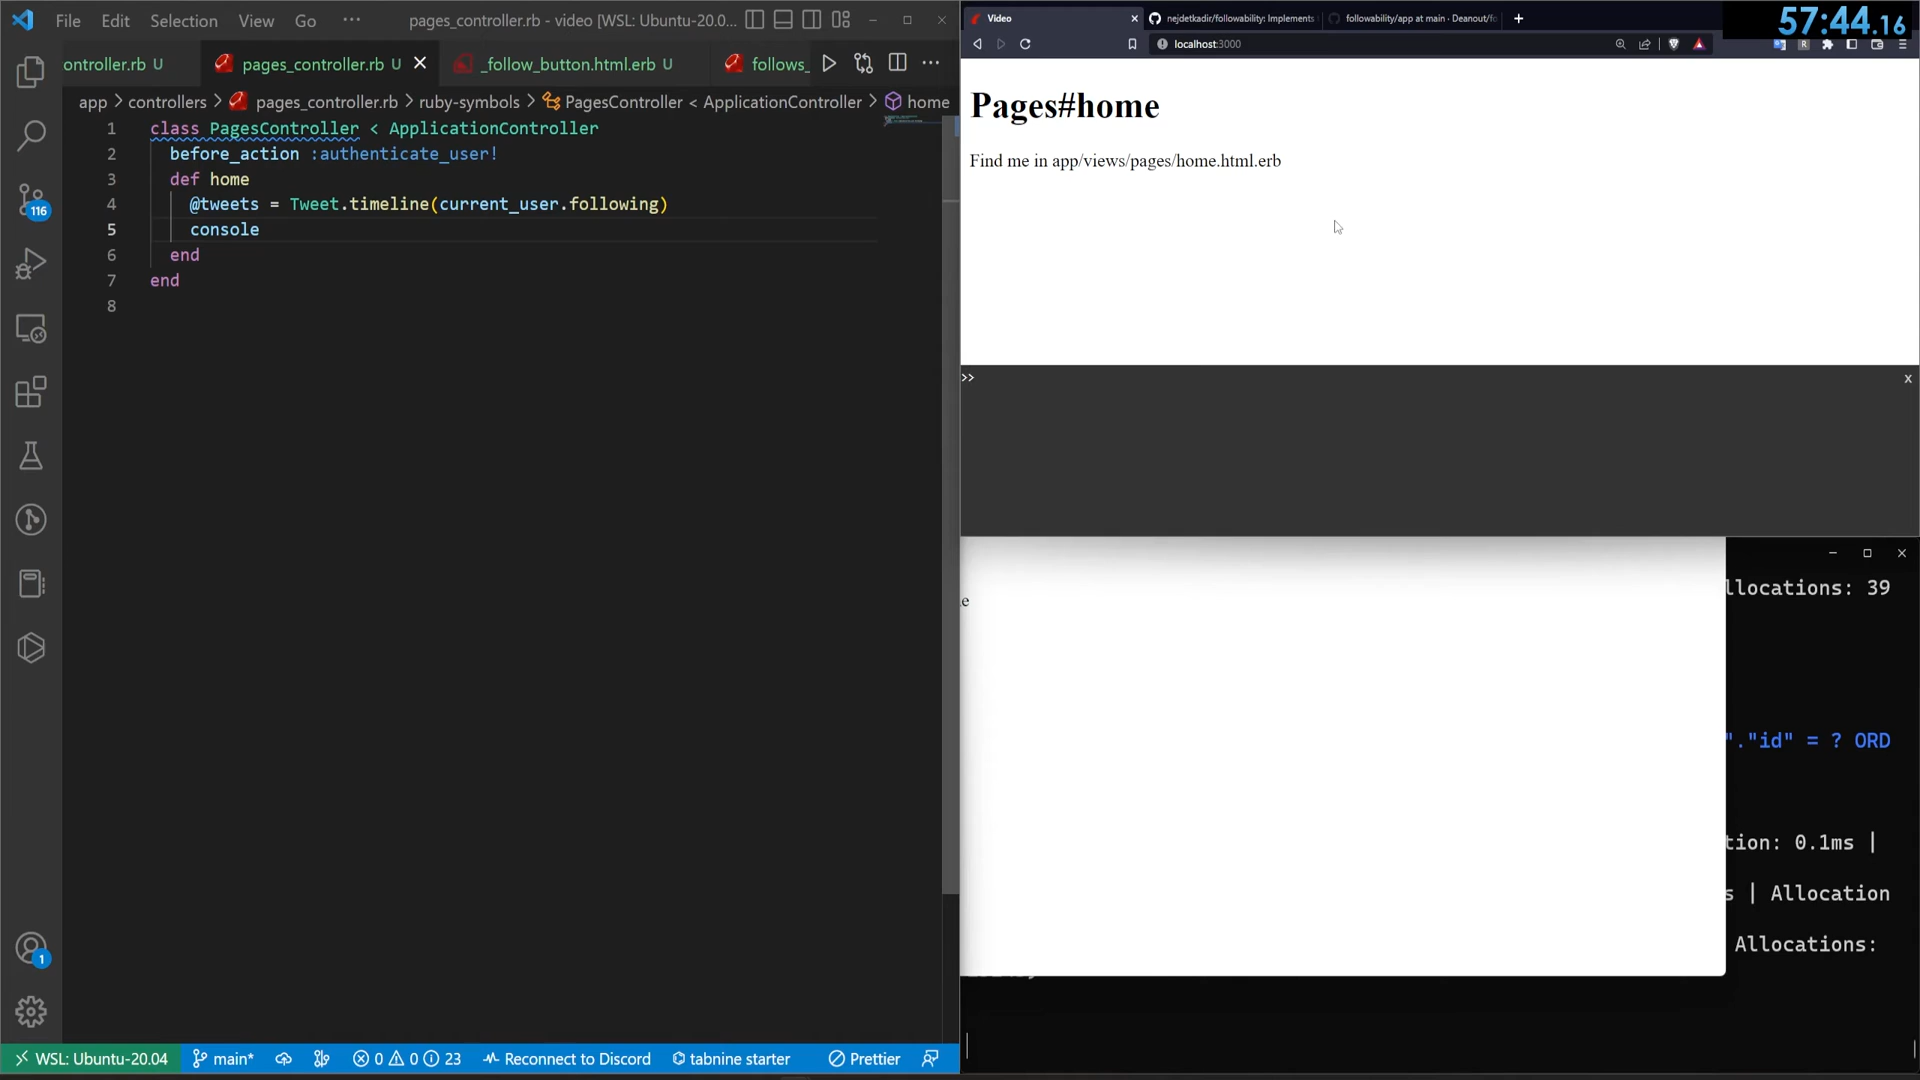 File Edit Selection View Go ··· pages_controller.rb - video [WSL: Ubuntu-20.0...
ontroller.rb U pages_controller.rb U _follow_button.html.erb U follows_
app > controllers > pages_controller.rb > ruby-symbols > PagesController < ApplicationController > home
1 class PagesController < ApplicationController
2 before_action :authenticate_user!
3 def home
4 @tweets = Tweet.timeline(current_user.following)
5 console
6 end
7 end
8
116
1
WSL: Ubuntu-20.04 main* 0 0 23 Reconnect to Discord tabnine starter Prettier
Video nejdetkadir/followability: Implements followability/app at main · Deanout/fo
57:44.16
localhost:3000
Pages#home
Find me in app/views/pages/home.html.erb
>> x
e
llocations: 39
"."id" = ? ORD
tion: 0.1ms |
s | Allocation
Allocations: